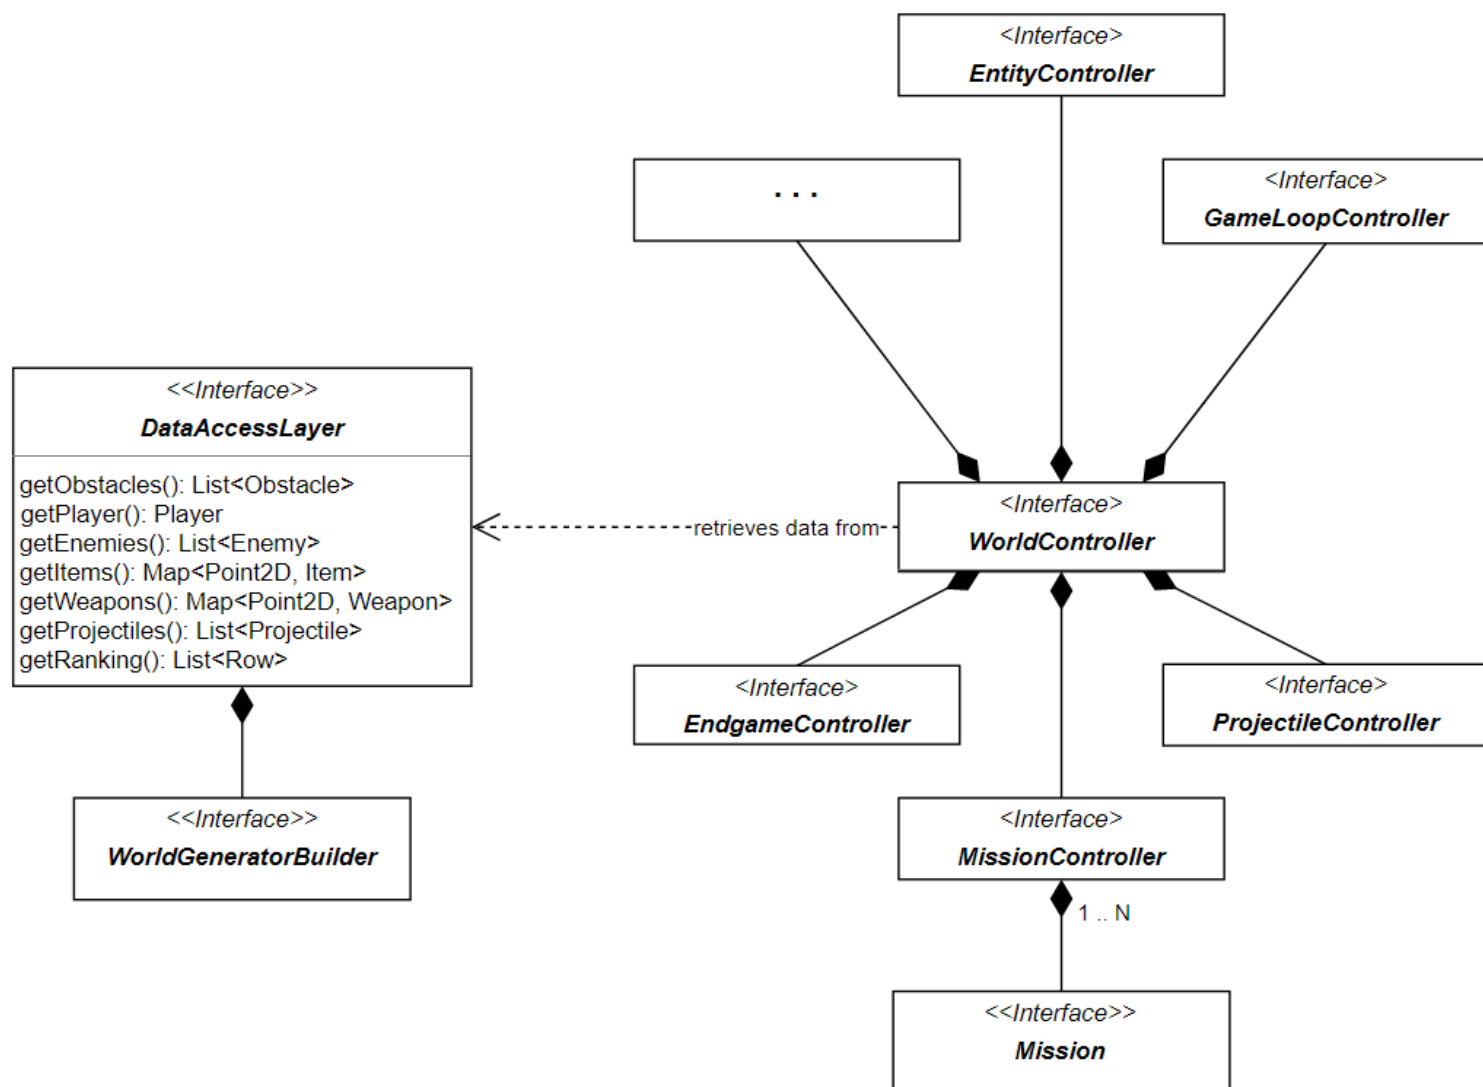 <Interface>
EntityController
. . .
<Interface>
GameLoopController
<<Interface>>
DataAccessLayer
getObstacles(): List<Obstacle>
getPlayer(): Player
getEnemies(): List<Enemy>
getItems(): Map<Point2D, Item>
getWeapons(): Map<Point2D, Weapon>
getProjectiles(): List<Projectile>
getRanking(): List<Row>
retrieves data from
<Interface>
WorldController
<Interface>
EndgameController
<Interface>
ProjectileController
<<Interface>>
WorldGeneratorBuilder
<Interface>
MissionController
1 .. N
<<Interface>>
Mission